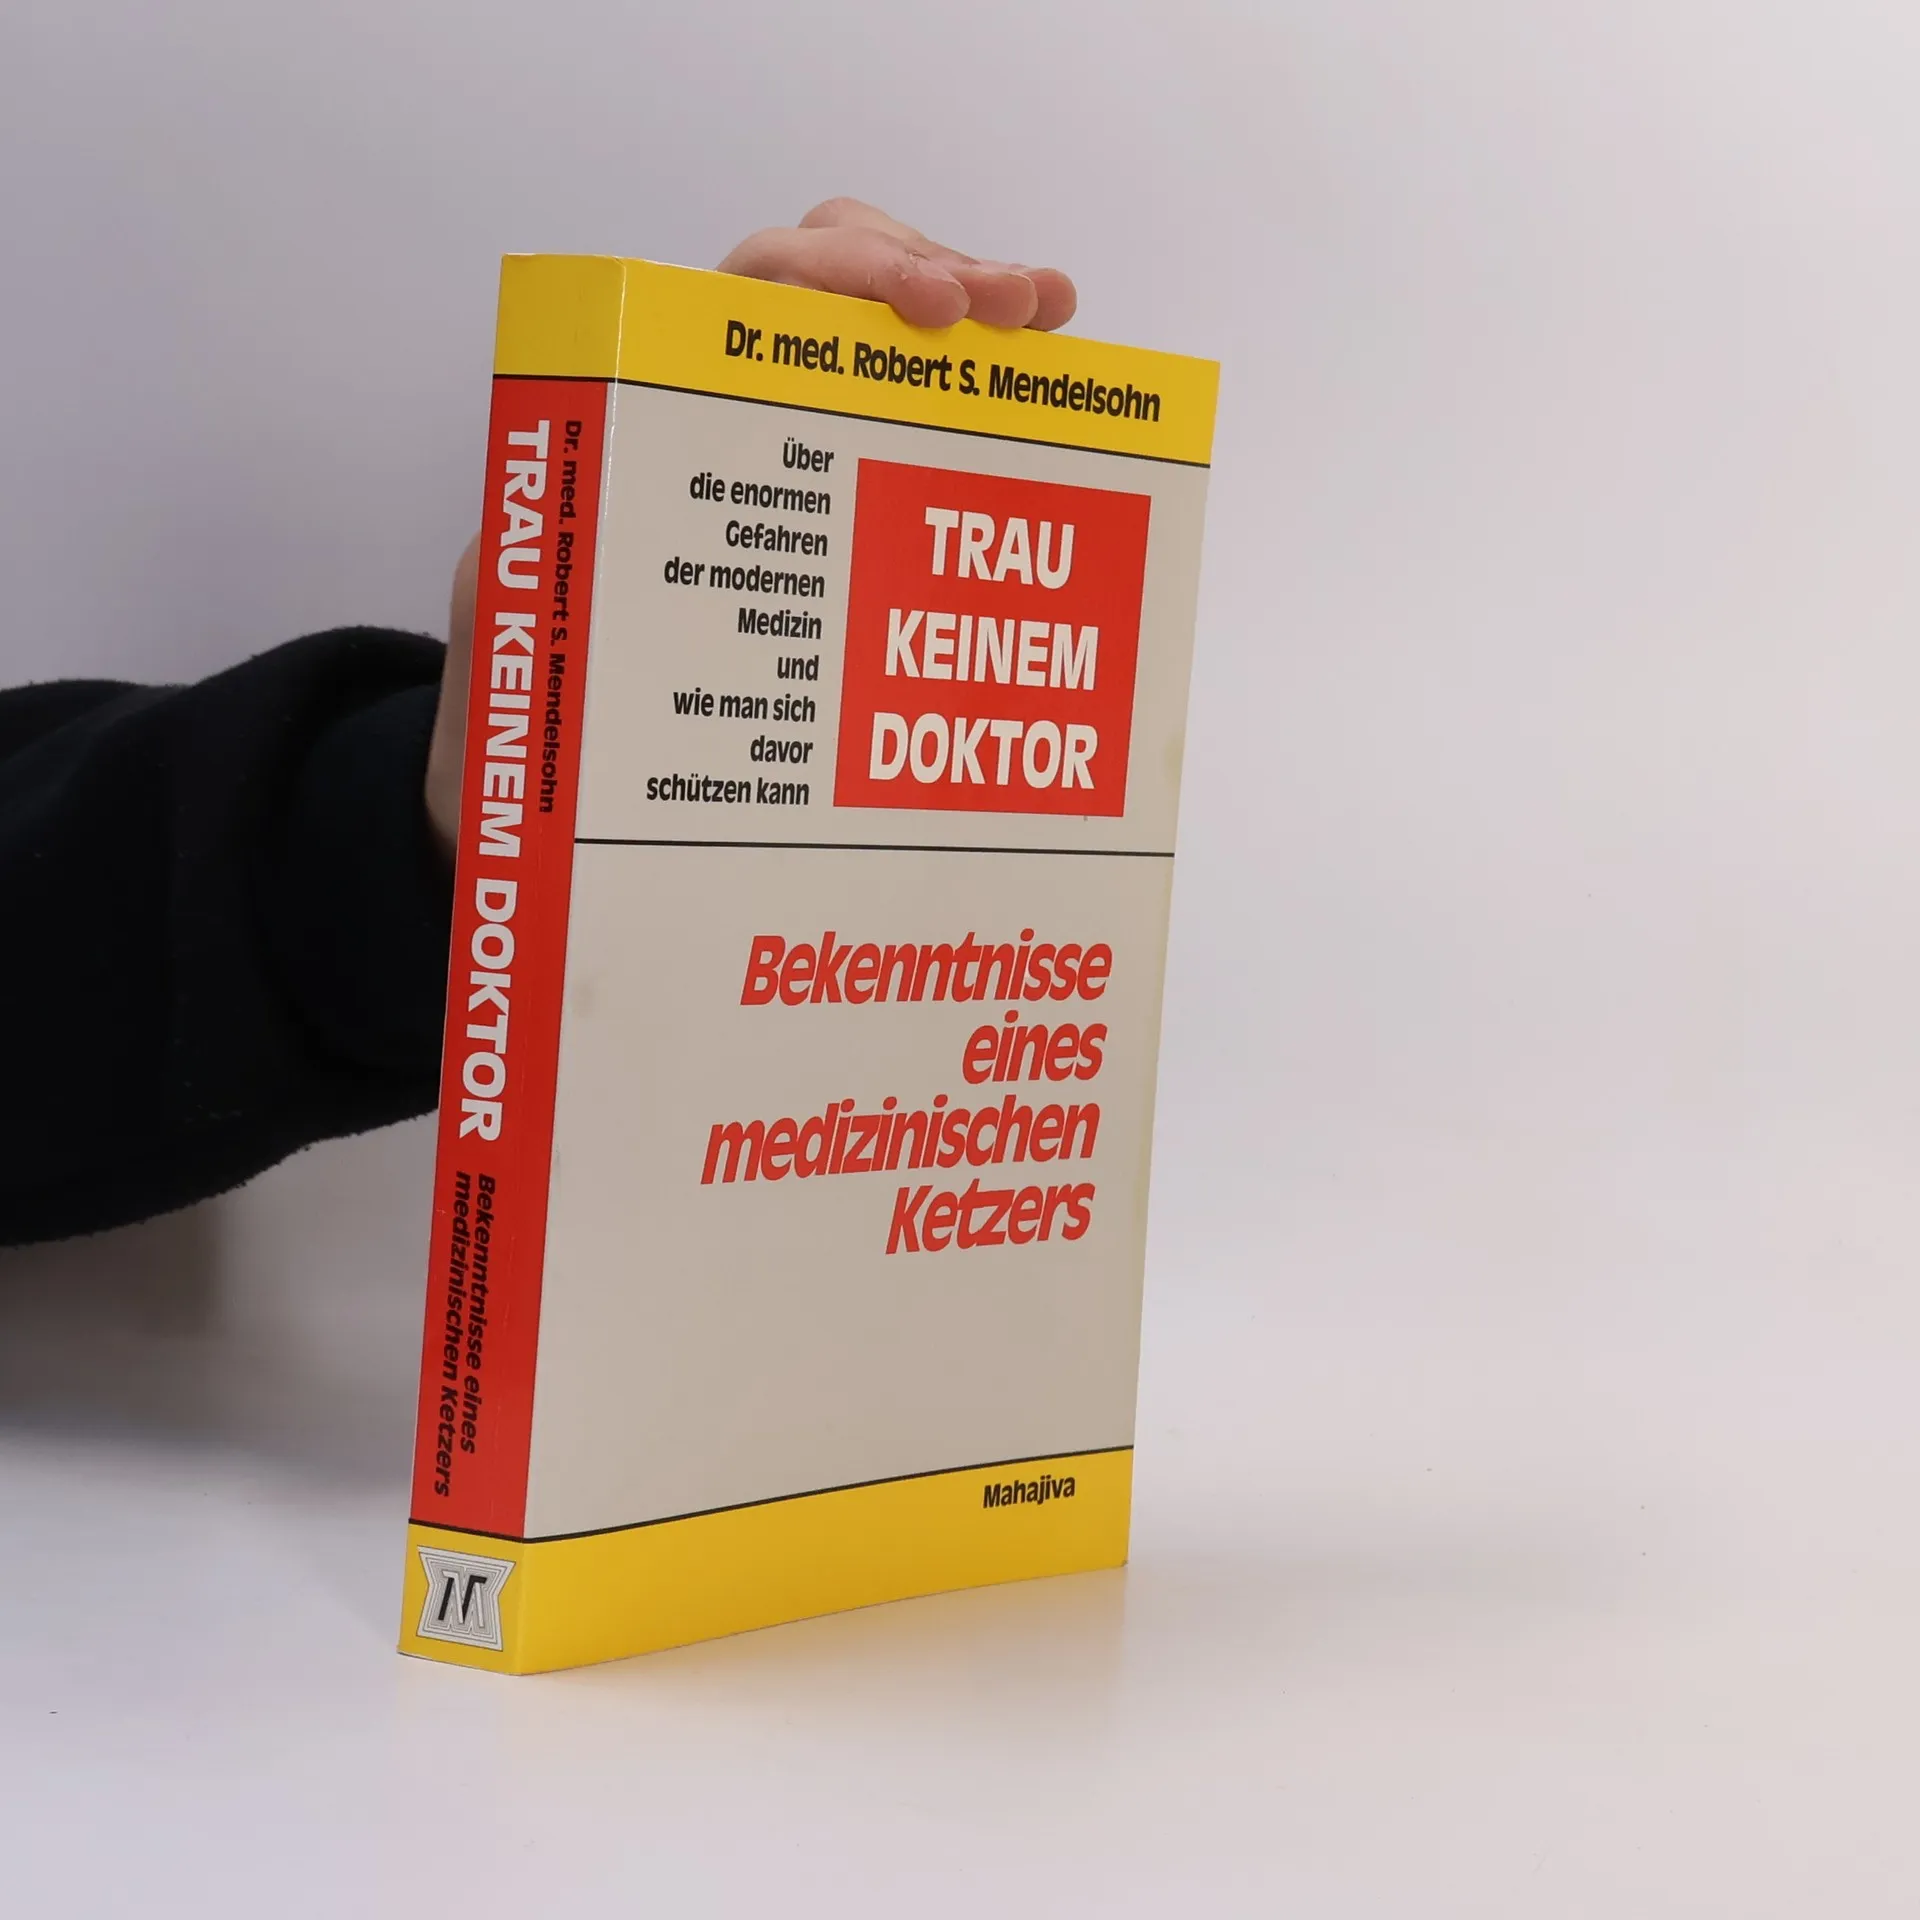 Dr. med. Robert S. Mendelsohn
Über
die enormen
Gefahren
der modernen
Medizin
und
wie man sich
davor
schützen kann
TRAU
KEINEM
DOKTOR
Bekenntnisse
eines
medizinischen
Ketzers
Mahajiva
Dr. med. Robert S. Mendelsohn
TRAU KEINEM DOKTOR
Bekenntnisse eines
medizinischen Ketzers
M